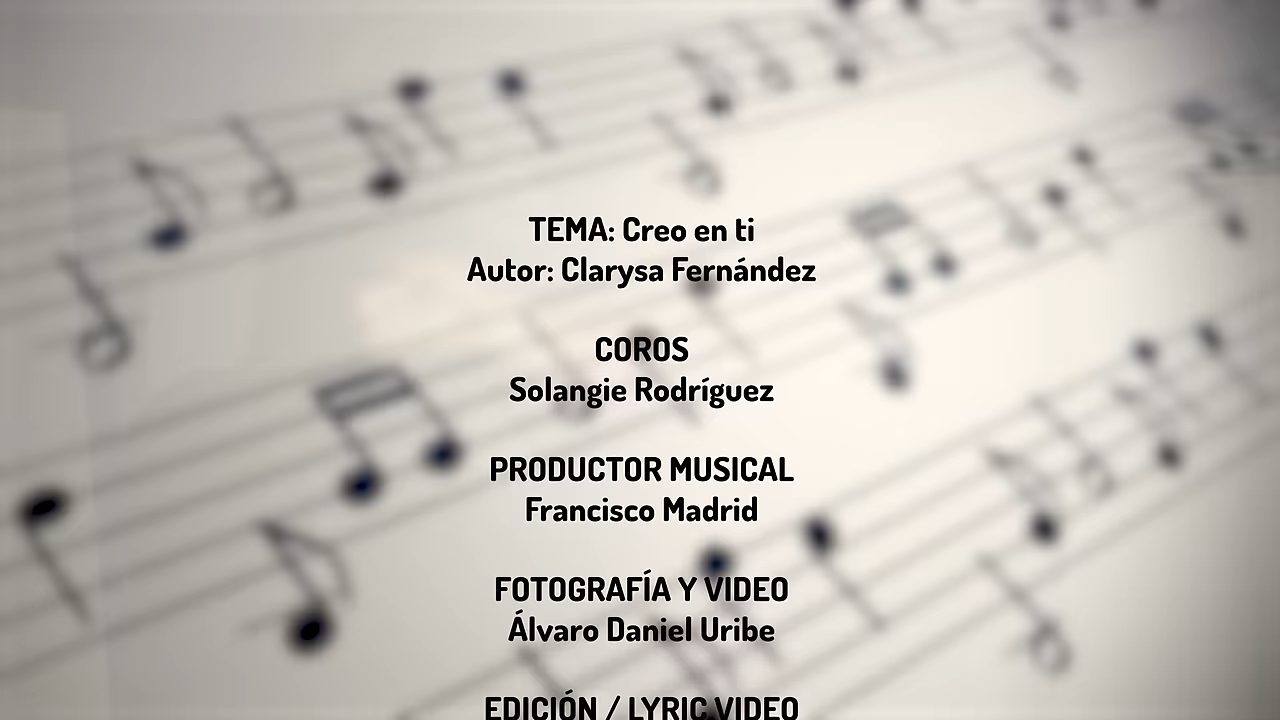 TEMA: Creo en ti
Autor: Clarysa Fernández
COROS
Solangie Rodríguez
PRODUCTOR MUSICAL
Francisco Madrid
FOTOGRAFÍA Y VIDEO
Álvaro Daniel Uribe
EDICIÓN / LYRIC VIDEO